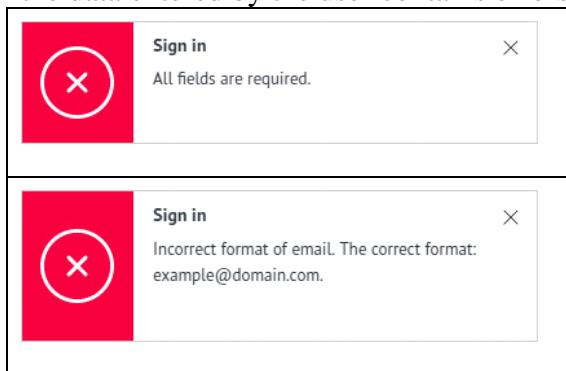 Sign in
All fields are required.
Sign in
Incorrect format of email. The correct format:
example@domain.com.